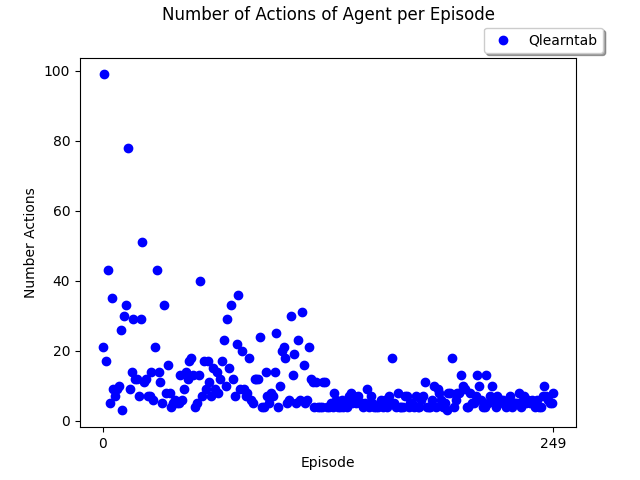 Number of Actions of Agent per Episode
Qlearntab
100
80
60
40
20
0
Number Actions
0
249
Episode